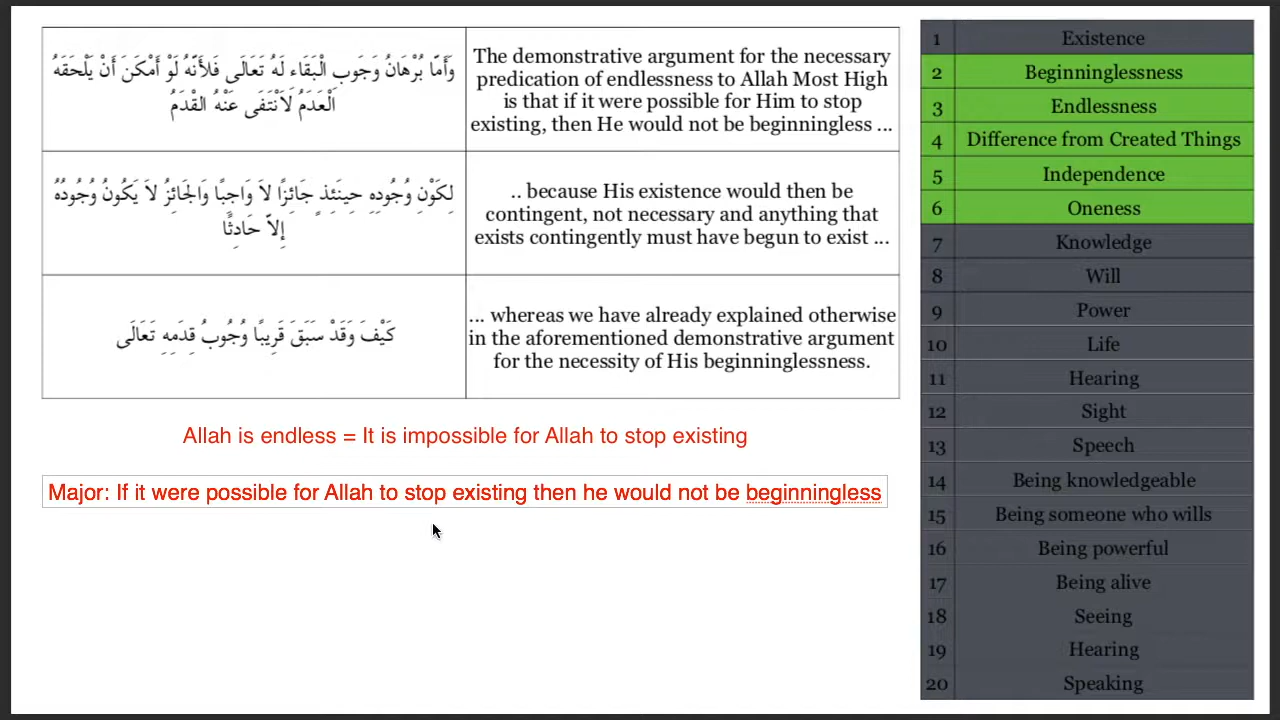 وَأَمَّا بُرْهَانُ وَجَوبِ الْبَقَاءِ لَهُ تَعَالَى فَلأَنَّهُ لَوْ أَمْكَنَ أَنْ يَلْحَقَهُ
الْعَدَمُ لاَنْتَفَى عَنْهُ القْدَمُ
The demonstrative argument for the necessary
predication of endlessness to Allah Most High
is that if it were possible for Him to stop
existing, then He would not be beginningless ...
لِكَوْنِ وُجُودِهِ حِينَئِذٍ جَائِزًا لاَ وَاجِبًا وَالْجَائِزُ لاَ يَكُونُ وُجُودُهُ
إِلاّ حَادِثًا
.. because His existence would then be
contingent, not necessary and anything that
exists contingently must have begun to exist ...
كَيْفَ وَقَدْ سَبَقَ قَرِيبًا وُجُوبُ قِدَمِهِ تَعَالَى
... whereas we have already explained otherwise
in the aforementioned demonstrative argument
for the necessity of His beginninglessness.
Allah is endless = It is impossible for Allah to stop existing
Major: If it were possible for Allah to stop existing then he would not be beginningless
1 Existence
2 Beginninglessness
3 Endlessness
4 Difference from Created Things
5 Independence
6 Oneness
7 Knowledge
8 Will
9 Power
10 Life
11 Hearing
12 Sight
13 Speech
14 Being knowledgeable
15 Being someone who wills
16 Being powerful
17 Being alive
18 Seeing
19 Hearing
20 Speaking